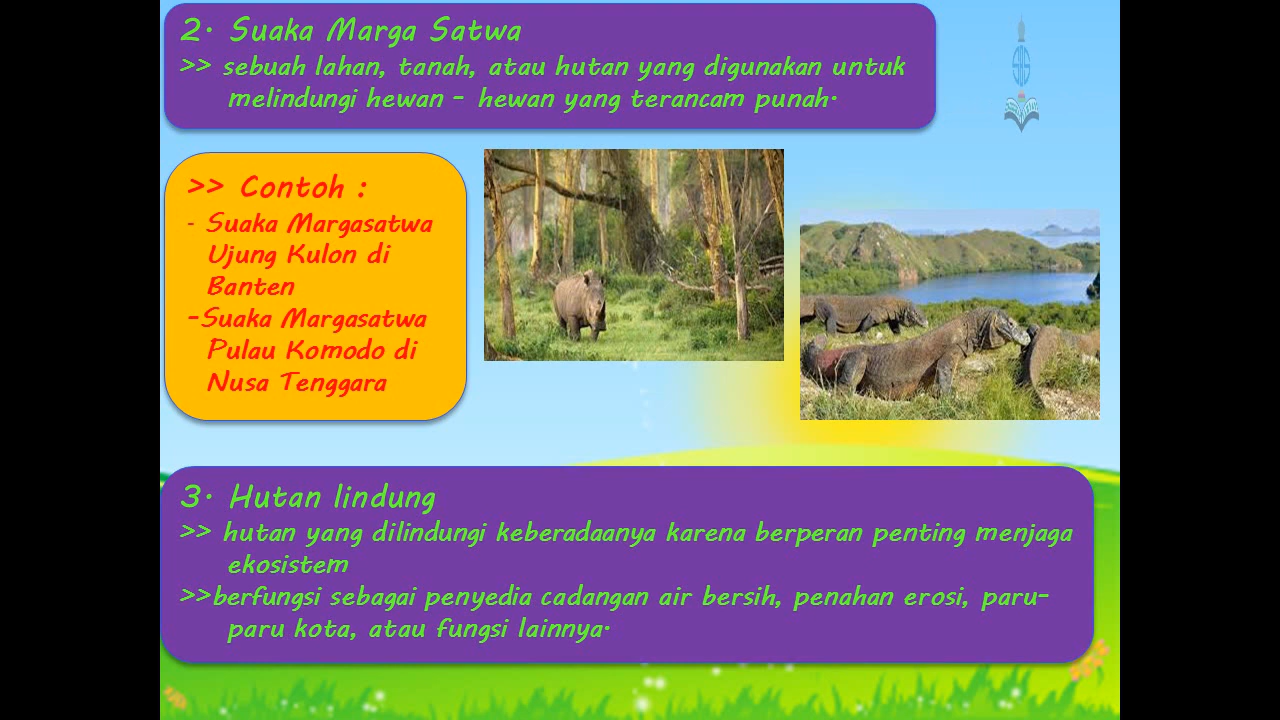 2. Suaka Marga Satwa
>> sebuah lahan, tanah, atau hutan yang digunakan untuk
melindungi hewan - hewan yang terancam punah.
>> Contoh :
- Suaka Margasatwa
Ujung Kulon di
Banten
-Suaka Margasatwa
Pulau Komodo di
Nusa Tenggara
3. Hutan lindung
>> hutan yang dilindungi keberadaanya karena berperan penting menjaga
ekosistem
>>berfungsi sebagai penyedia cadangan air bersih, penahan erosi, paru-
paru kota, atau fungsi lainnya.